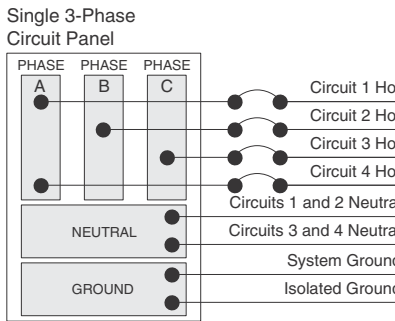 Single 3-Phase
Circuit Panel
PHASE PHASE PHASE
A B C
Circuit 1 Ho
Circuit 2 Ho
Circuit 3 Ho
Circuit 4 Ho
Circuits 1 and 2 Neutra
NEUTRAL
Circuits 3 and 4 Neutra
System Ground
GROUND
Isolated Ground